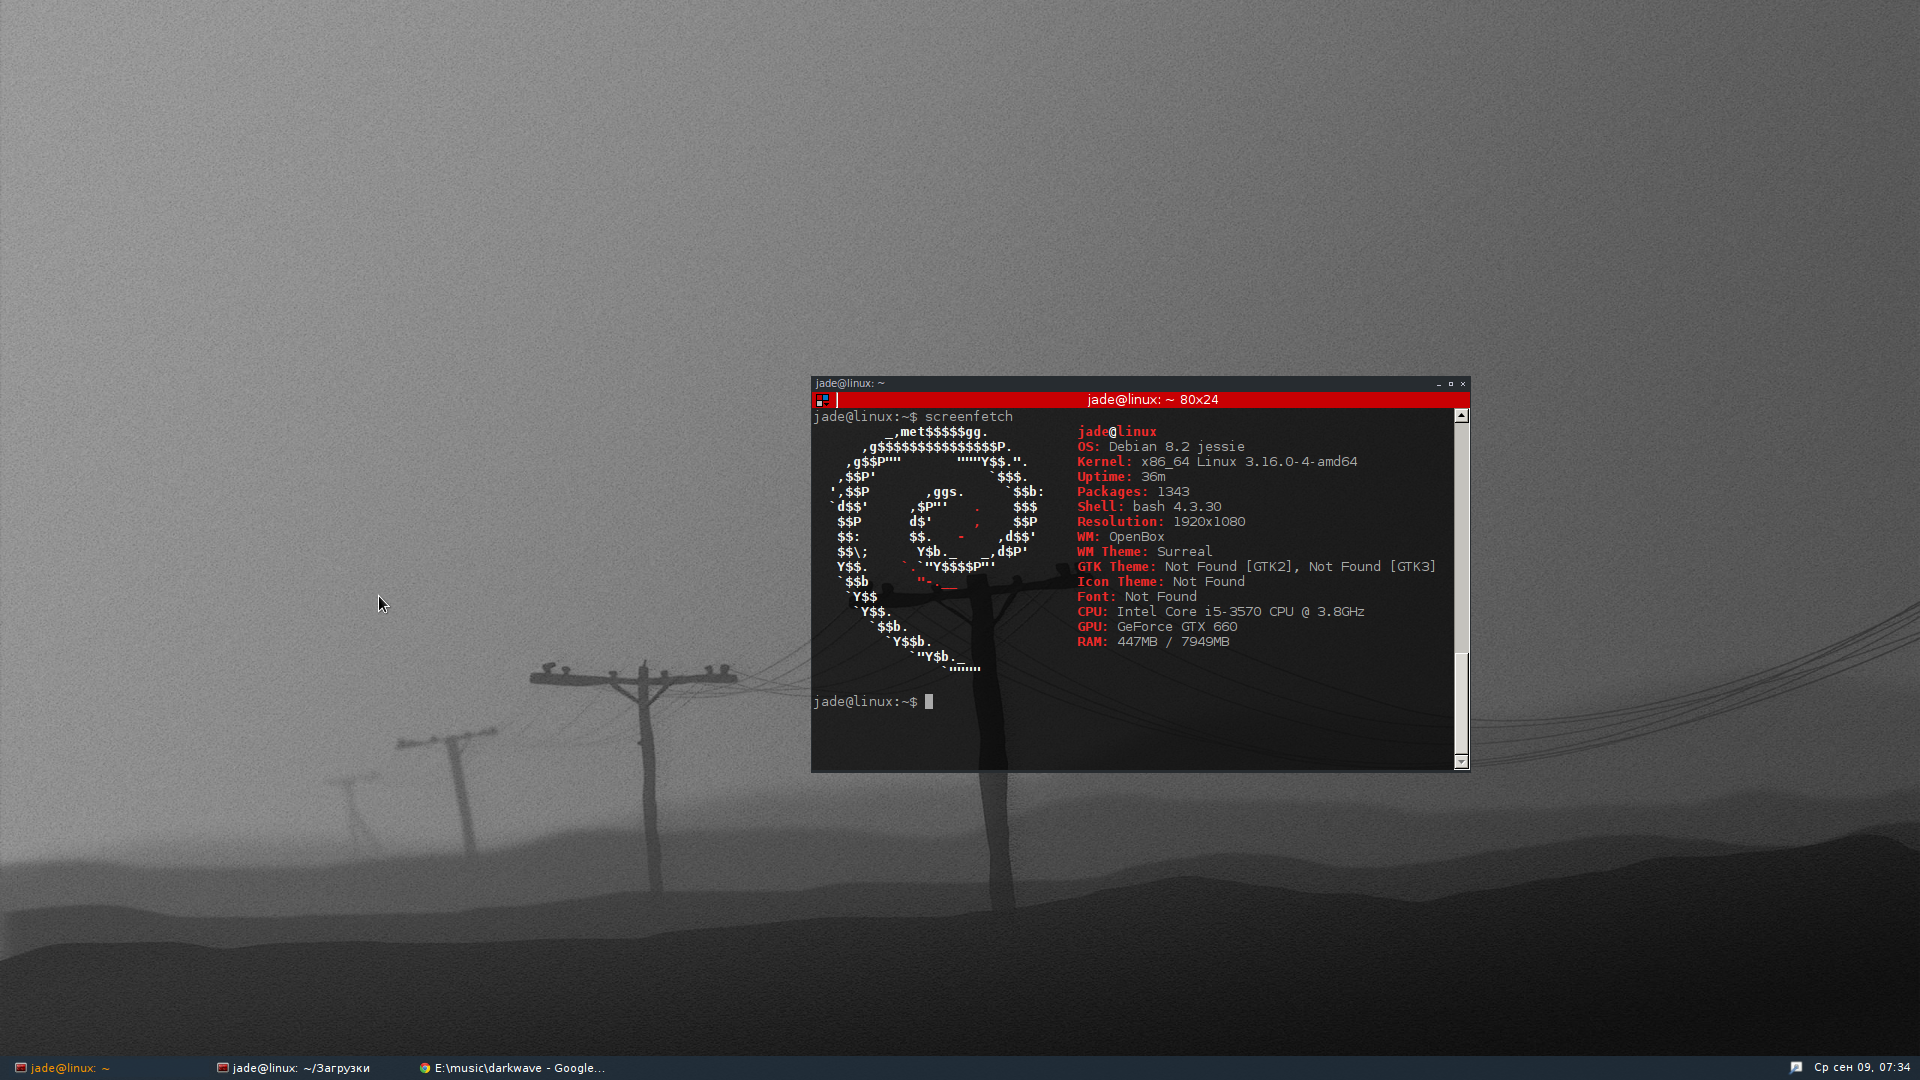 jade@linux: ~
jade@linux: ~ 80x24
jade@linux:~$ screenfetch
         _,met$$$$$gg.           jade@linux
      ,g$$$$$$$$$$$$$$$P.        OS: Debian 8.2 jessie
    ,g$$P""       """Y$$.".      Kernel: x86_64 Linux 3.16.0-4-amd64
   ,$$P'              `$$$.      Uptime: 36m
  ',$$P       ,ggs.     `$$b:    Packages: 1343
  `d$$'     ,$P"'   .    $$$     Shell: bash 4.3.30
   $$P      d$'     ,    $$P     Resolution: 1920x1080
   $$:      $$.   -    ,d$$'     WM: OpenBox
   $$\;      Y$b._   _,d$P'      WM Theme: Surreal
   Y$$.    `.`"Y$$$$P"'          GTK Theme: Not Found [GTK2], Not Found [GTK3]
   `$$b      "-.__               Icon Theme: Not Found
    `Y$$                         Font: Not Found
     `Y$$.                       CPU: Intel Core i5-3570 CPU @ 3.8GHz
       `$$b.                     GPU: GeForce GTX 660
         `Y$$b.                  RAM: 447MB / 7949MB
            `"Y$b._
                `""""
jade@linux:~$
jade@linux: ~
jade@linux: ~/Загрузки
E:\music\darkwave - Google...
Ср сен 09, 07:34